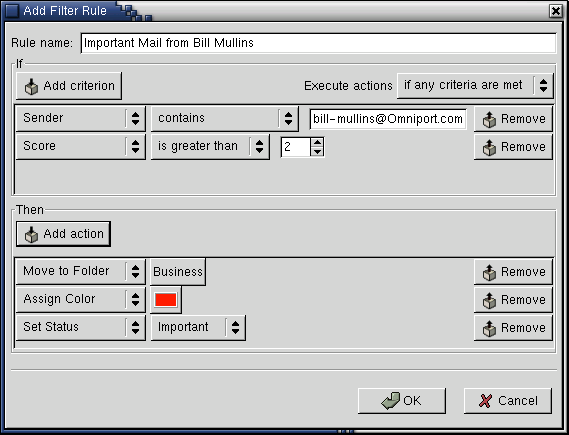 Add Filter Rule
Rule name: Important Mail from Bill Mullins
If
Add criterion Execute actions if any criteria are met
Sender contains bill-mullins@Omniport.com Remove
Score is greater than 2 Remove
Then
Add action
Move to Folder Business Remove
Assign Color Remove
Set Status Important Remove
OK Cancel